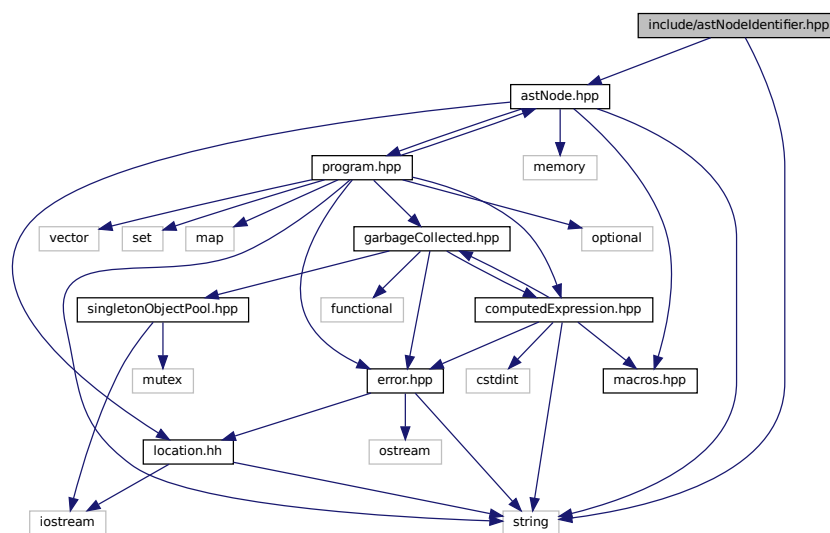 include/astNodeIdentifier.hpp
astNode.hpp
program.hpp
memory
vector
set
map
garbageCollected.hpp
optional
singletonObjectPool.hpp
functional
computedExpression.hpp
mutex
error.hpp
cstdint
macros.hpp
location.hh
ostream
iostream
string